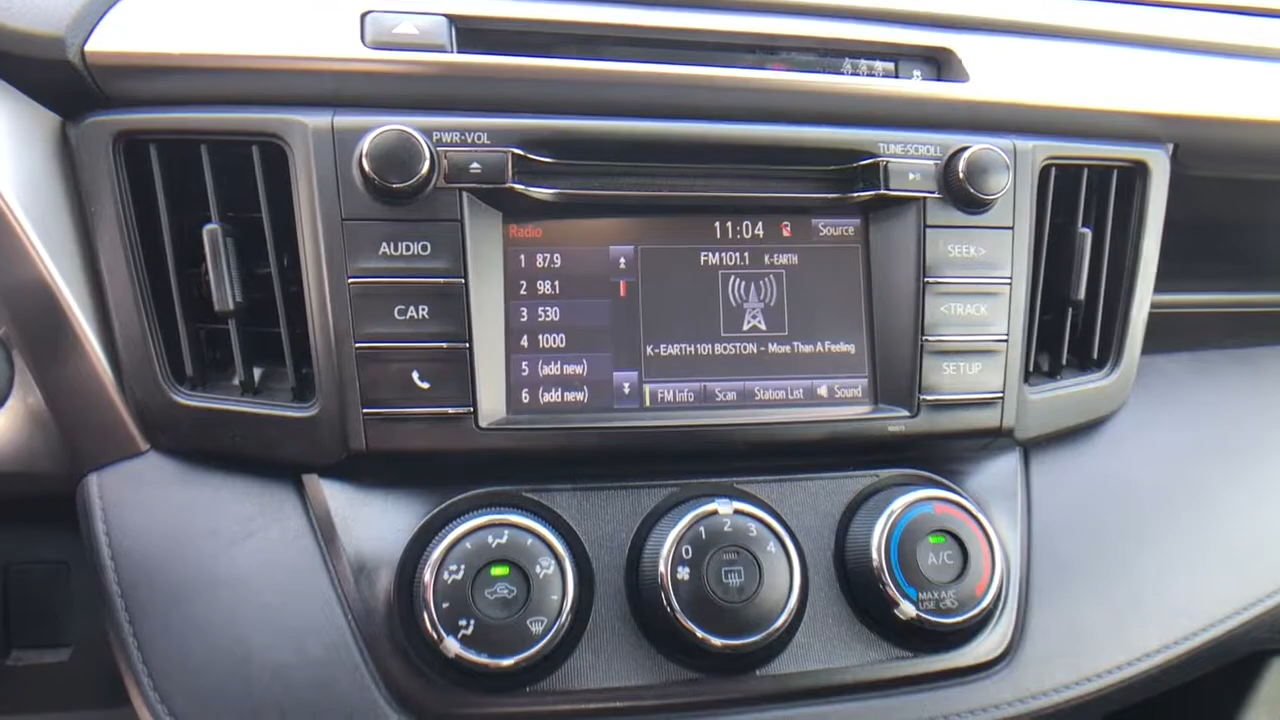 PWR·VOL
TUNE·SCROLL
AUDIO
CAR
SEEK>
<TRACK
SETUP
Radio
11:04
Source
1 87.9
2 98.1
3 530
4 1000
5 (add new)
6 (add new)
FM101.1 K-EARTH
K-EARTH 101 BOSTON - More Than A Feeling
FM Info
Scan
Station List
Sound
0 1 2 3 4
A/C
MAX A/C
USE